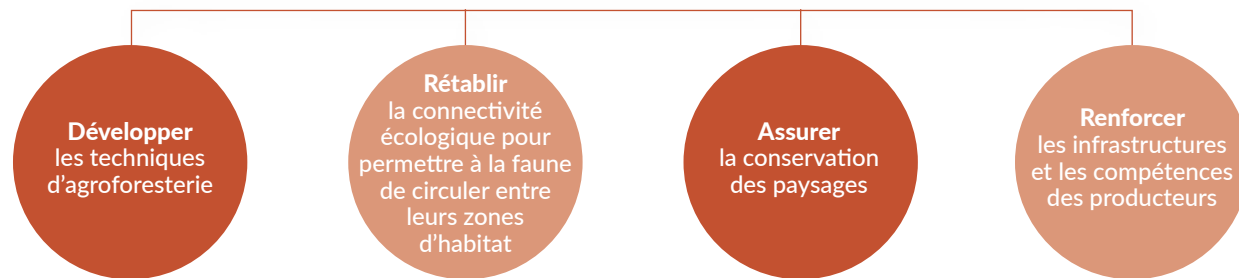 Développer
les techniques
d'agroforesterie
Rétablir
la connectivité
écologique pour
permettre à la faune
de circuler entre
leurs zones
d'habitat
Assurer
la conservation
des paysages
Renforcer
les infrastructures
et les compétences
des producteurs